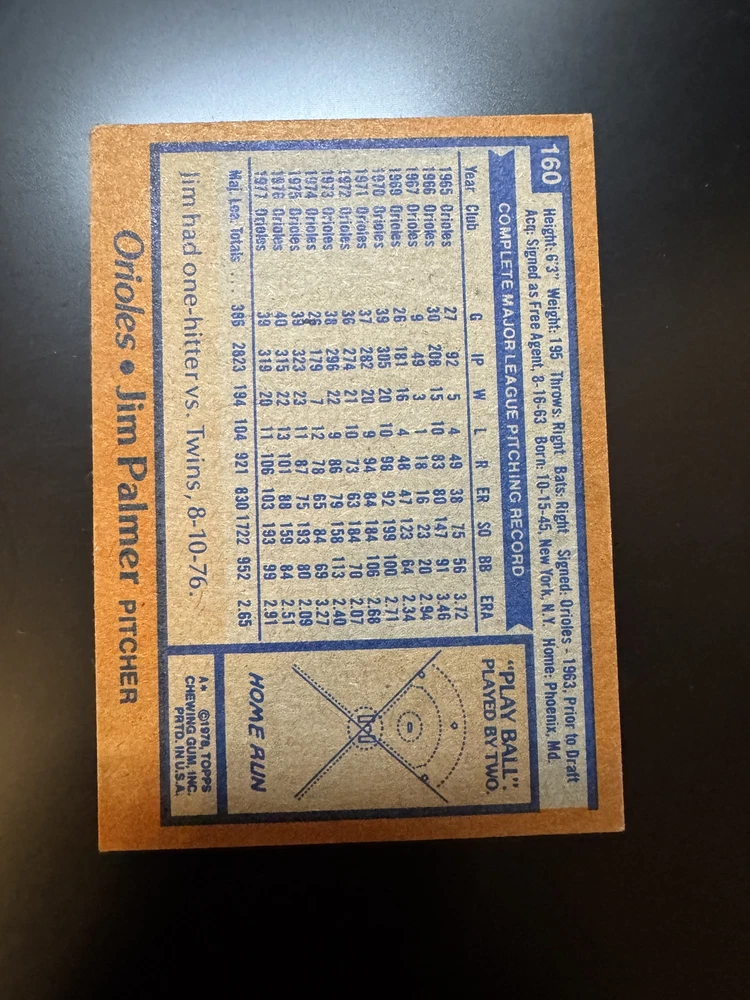 160
Height: 6'3" Weight: 195 Throws: Right Bats: Right Signed: Orioles - 1963, Prior to Draft
Acq: Signed as Free Agent, 8-16-63 Born: 10-15-45, New York, N.Y. Home: Phoenix, Md.
COMPLETE MAJOR LEAGUE PITCHING RECORD
Year Club G IP W L R ER SO BB ERA
1965 Orioles 27 92 5 4 49 38 75 56 3.72
1966 Orioles 30 208 15 10 83 80 147 91 3.46
1967 Orioles 9 49 3 1 18 16 23 20 2.94
1969 Orioles 26 181 16 4 48 47 123 64 2.34
1970 Orioles 39 305 20 10 98 92 199 100 2.71
1971 Orioles 37 282 20 9 94 84 184 106 2.68
1972 Orioles 36 274 21 10 73 63 184 70 2.07
1973 Orioles 38 296 22 9 86 79 158 113 2.40
1974 Orioles 26 179 7 12 78 65 84 69 3.27
1975 Orioles 39 323 23 11 87 75 193 80 2.09
1976 Orioles 40 315 22 13 101 88 159 84 2.51
1977 Orioles 39 319 20 11 106 103 193 99 2.91
Maj. Lea. Totals .... 386 2823 194 104 921 830 1722 952 2.65
Jim had one-hitter vs. Twins, 8-10-76.
"PLAY BALL":
PLAYED BY TWO.
HOME RUN
A* ©1978, TOPPS
CHEWING GUM, INC.
PRTD. IN U.S.A.
Orioles • Jim Palmer PITCHER